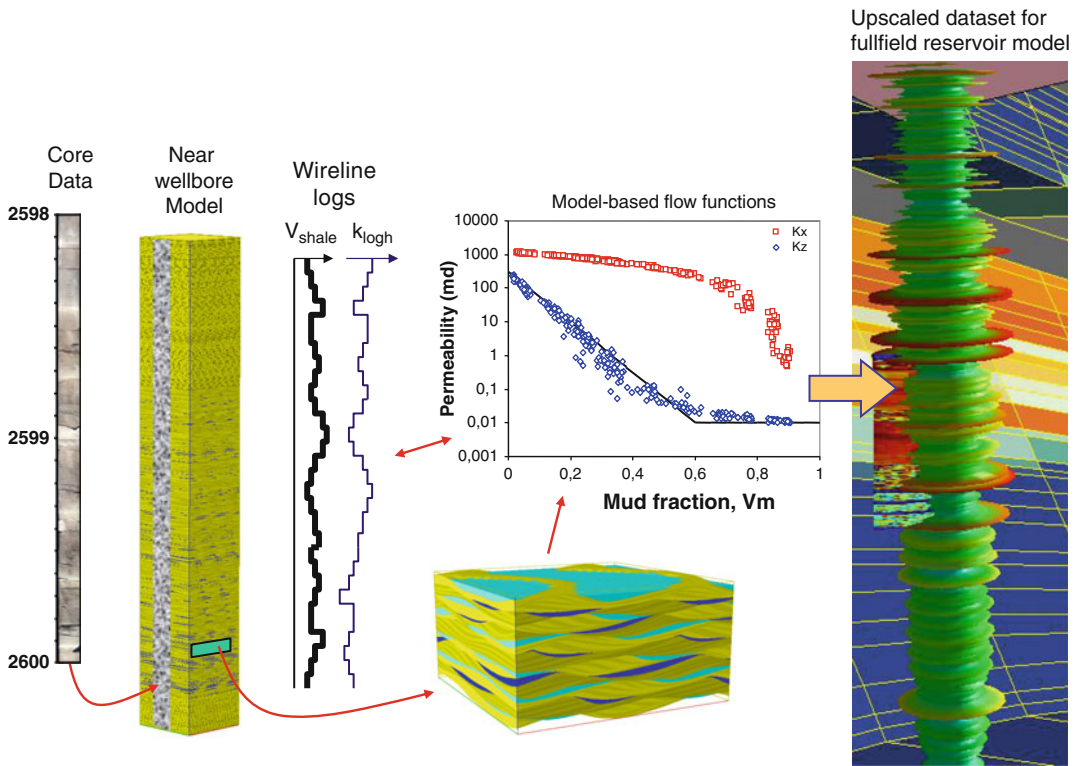 Upscaled dataset for
fullfield reservoir model
Core
Data
Near
wellbore
Model
Wireline
logs
V_shale
k_logh
2598
2599
2600
Model-based flow functions
Kx
Kz
Permeability (md)
10000
1000
100
10
1
0,1
0,01
0,001
0
0,2
0,4
0,6
0,8
1
Mud fraction, Vm